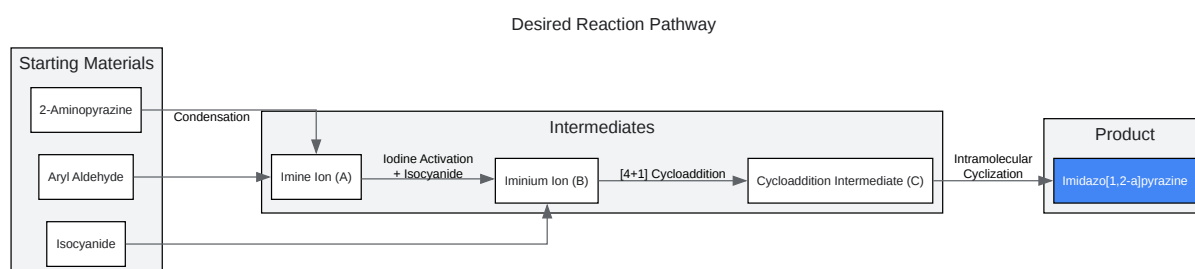 Desired Reaction Pathway
Starting Materials
2-Aminopyrazine
Aryl Aldehyde
Isocyanide
Condensation
Intermediates
Imine Ion (A)
Iodine Activation
+ Isocyanide
Iminium Ion (B)
[4+1] Cycloaddition
Cycloaddition Intermediate (C)
Intramolecular
Cyclization
Product
Imidazo[1,2-a]pyrazine